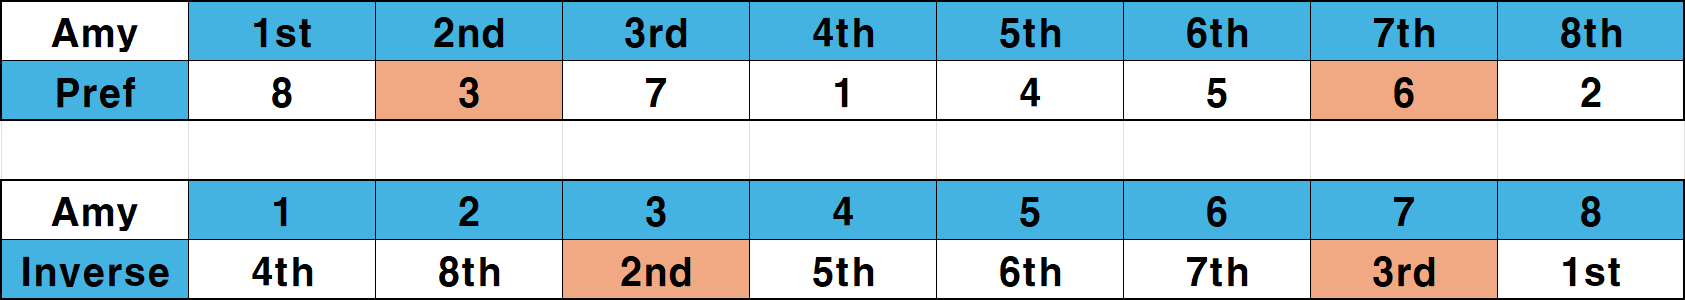 Amy 1st 2nd 3rd 4th 5th 6th 7th 8th
Pref 8 3 7 1 4 5 6 2
Amy 1 2 3 4 5 6 7 8
Inverse 4th 8th 2nd 5th 6th 7th 3rd 1st